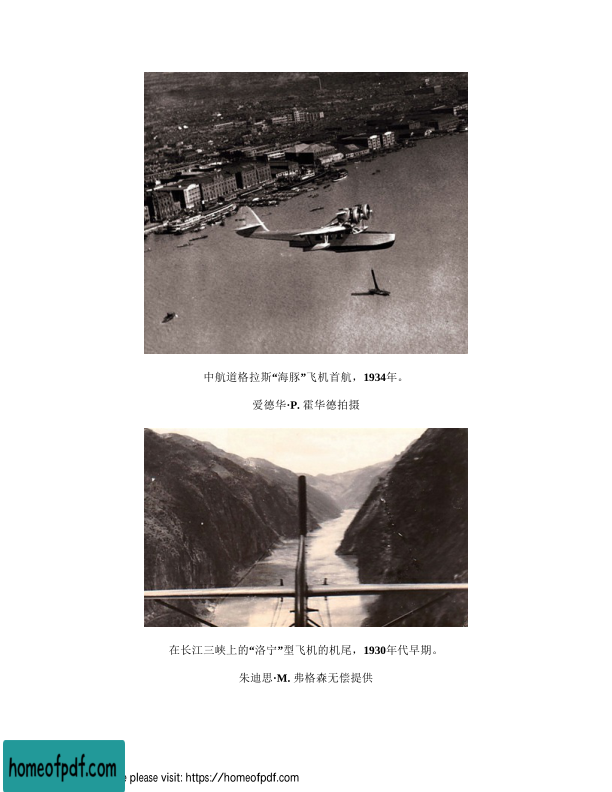 中航道格拉斯“海豚”飞机首航，1934年。
爱德华·P. 霍华德拍摄
在长江三峡上的“洛宁”型飞机的机尾，1930年代早期。
朱迪思·M. 弗格森无偿提供
homeofpdf.com
please visit: https://homeofpdf.com